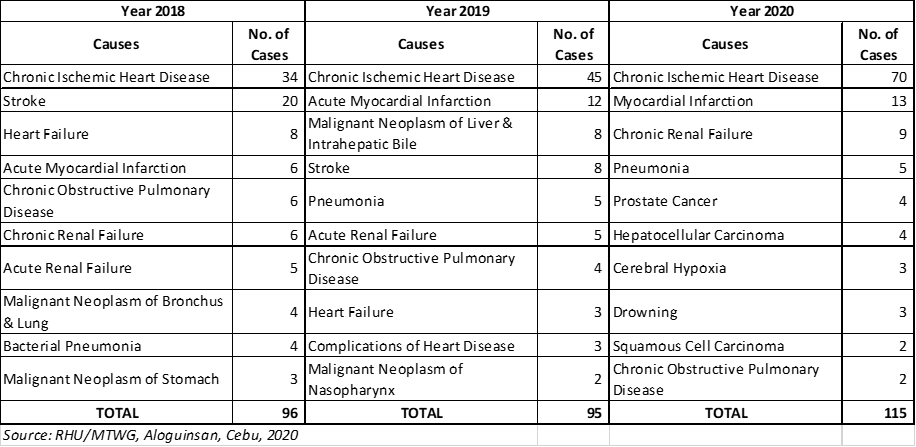 Year 2018 Year 2019 Year 2020
Causes No. of Cases Causes No. of Cases Causes No. of Cases
Chronic Ischemic Heart Disease 34 Chronic Ischemic Heart Disease 45 Chronic Ischemic Heart Disease 70
Stroke 20 Acute Myocardial Infarction 12 Myocardial Infarction 13
Heart Failure 8 Malignant Neoplasm of Liver & Intrahepatic Bile 8 Chronic Renal Failure 9
Acute Myocardial Infarction 6 Stroke 8 Pneumonia 5
Chronic Obstructive Pulmonary Disease 6 Pneumonia 5 Prostate Cancer 4
Chronic Renal Failure 6 Acute Renal Failure 5 Hepatocellular Carcinoma 4
Acute Renal Failure 5 Chronic Obstructive Pulmonary Disease 4 Cerebral Hypoxia 3
Malignant Neoplasm of Bronchus & Lung 4 Heart Failure 3 Drowning 3
Bacterial Pneumonia 4 Complications of Heart Disease 3 Squamous Cell Carcinoma 2
Malignant Neoplasm of Stomach 3 Malignant Neoplasm of Nasopharynx 2 Chronic Obstructive Pulmonary Disease 2
TOTAL 96 TOTAL 95 TOTAL 115
Source: RHU/MTWG, Aloguinsan, Cebu, 2020